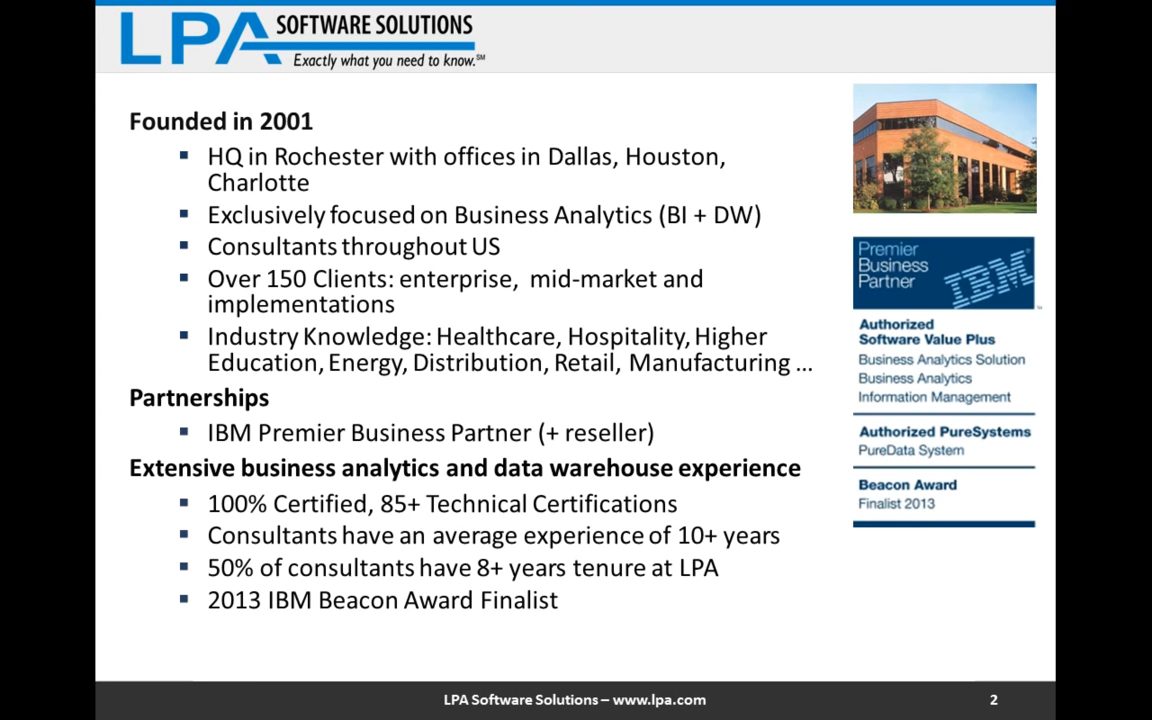 LPA SOFTWARE SOLUTIONS
Exactly what you need to know.℠
Founded in 2001
▪ HQ in Rochester with offices in Dallas, Houston,
Charlotte
▪ Exclusively focused on Business Analytics (BI + DW)
▪ Consultants throughout US
▪ Over 150 Clients: enterprise, mid-market and
implementations
▪ Industry Knowledge: Healthcare, Hospitality, Higher
Education, Energy, Distribution, Retail, Manufacturing ...
Partnerships
▪ IBM Premier Business Partner (+ reseller)
Extensive business analytics and data warehouse experience
▪ 100% Certified, 85+ Technical Certifications
▪ Consultants have an average experience of 10+ years
▪ 50% of consultants have 8+ years tenure at LPA
▪ 2013 IBM Beacon Award Finalist
Premier
Business
Partner
IBM®
™
Authorized
Software Value Plus
Business Analytics Solution
Business Analytics
Information Management
Authorized PureSystems
PureData System
Beacon Award
Finalist 2013
LPA Software Solutions – www.lpa.com
2